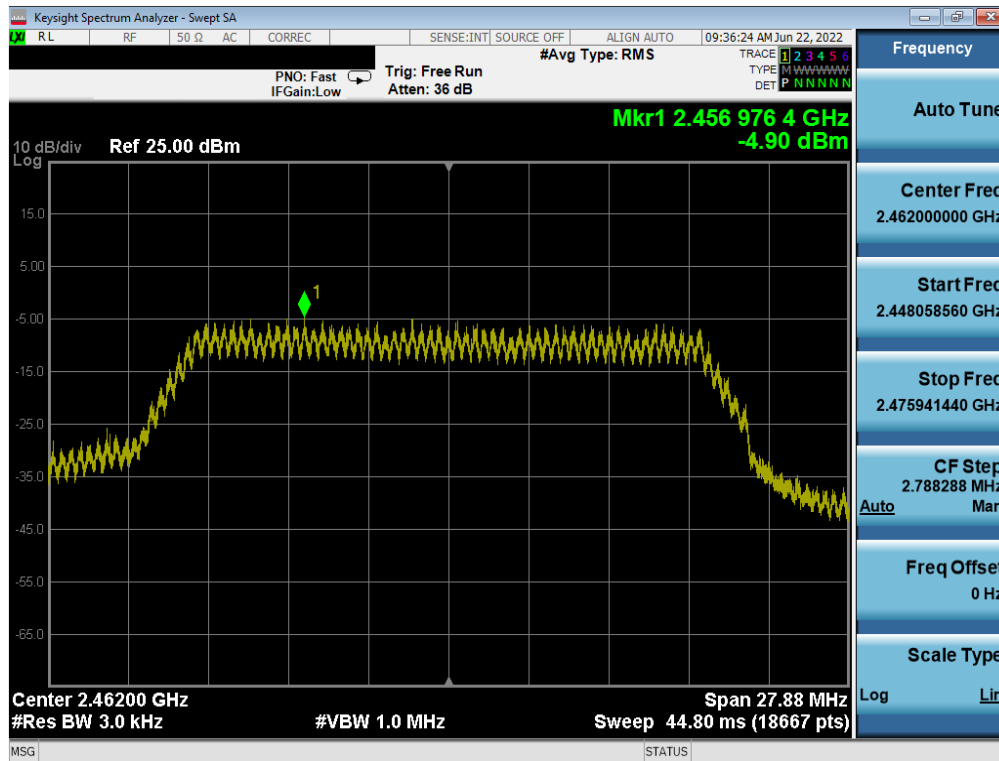 Keysight Spectrum Analyzer - Swept SA
LXI RL RF 50 Ω AC CORREC SENSE:INT SOURCE OFF ALIGN AUTO 09:36:24 AM Jun 22, 2022
PNO: Fast
IFGain:Low
Trig: Free Run
Atten: 36 dB
#Avg Type: RMS
TRACE 1 2 3 4 5 6
TYPE M WWWWW
DET P N N N N N
Mkr1 2.456 976 4 GHz
-4.90 dBm
10 dB/div
Log
Ref 25.00 dBm
15.0
5.00
-5.00
-15.0
-25.0
-35.0
-45.0
-55.0
-65.0
1
Center 2.46200 GHz
Span 27.88 MHz
#Res BW 3.0 kHz
#VBW 1.0 MHz
Sweep 44.80 ms (18667 pts)
MSG
STATUS
Frequency
Auto Tune
Center Freq
2.462000000 GHz
Start Freq
2.448058560 GHz
Stop Freq
2.475941440 GHz
CF Step
2.788288 MHz
Auto Man
Freq Offset
0 Hz
Scale Type
Log Lin